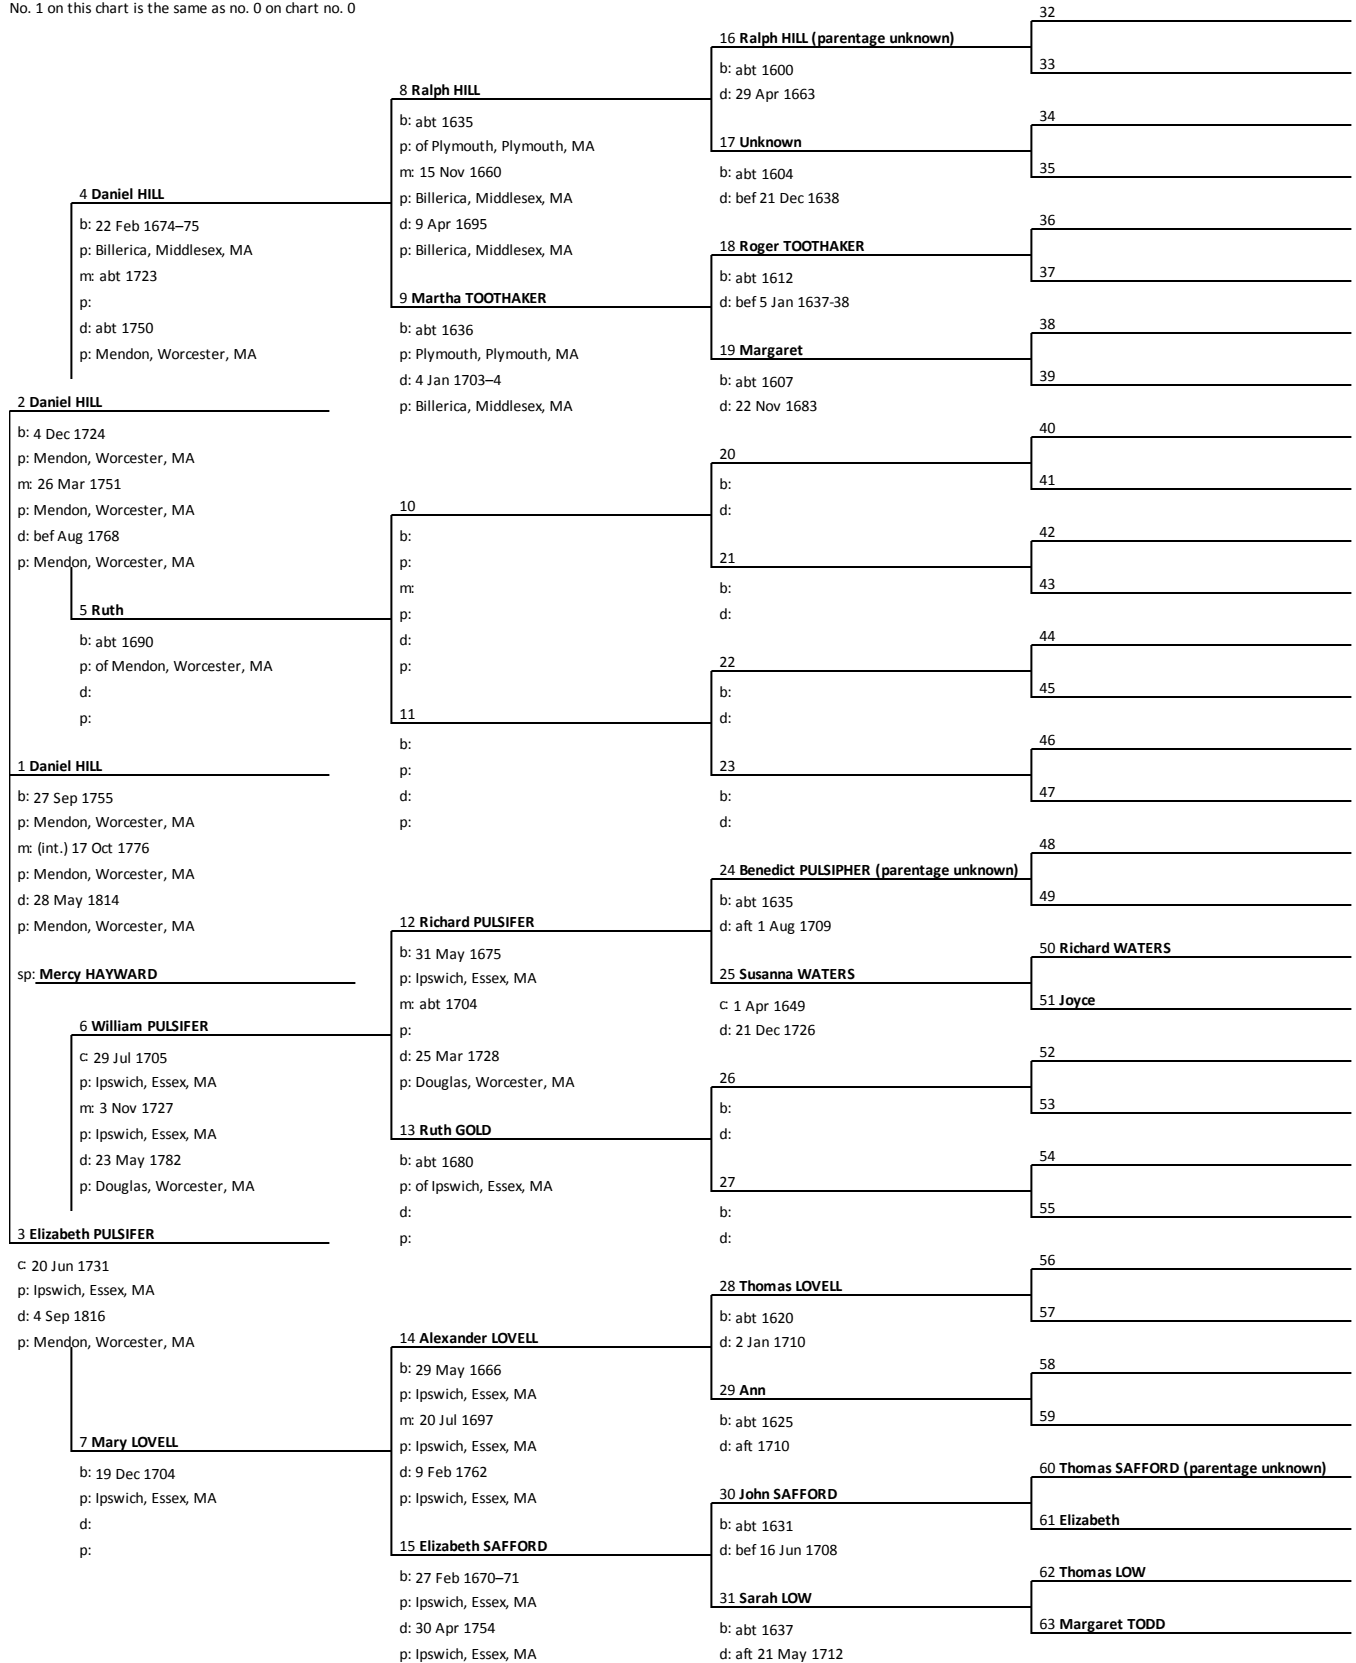 No. 1 on this chart is the same as no. 0 on chart no. 0
4 Daniel HILL
b: 22 Feb 1674–75
p: Billerica, Middlesex, MA
m: abt 1723
p:
d: abt 1750
p: Mendon, Worcester, MA
2 Daniel HILL
b: 4 Dec 1724
p: Mendon, Worcester, MA
m: 26 Mar 1751
p: Mendon, Worcester, MA
d: bef Aug 1768
p: Mendon, Worcester, MA
5 Ruth
b: abt 1690
p: of Mendon, Worcester, MA
d:
p:
1 Daniel HILL
b: 27 Sep 1755
p: Mendon, Worcester, MA
m: (int.) 17 Oct 1776
p: Mendon, Worcester, MA
d: 28 May 1814
p: Mendon, Worcester, MA
sp: Mercy HAYWARD
6 William PULSIFER
c: 29 Jul 1705
p: Ipswich, Essex, MA
m: 3 Nov 1727
p: Ipswich, Essex, MA
d: 23 May 1782
p: Douglas, Worcester, MA
3 Elizabeth PULSIFER
c: 20 Jun 1731
p: Ipswich, Essex, MA
d: 4 Sep 1816
p: Mendon, Worcester, MA
7 Mary LOVELL
b: 19 Dec 1704
p: Ipswich, Essex, MA
d:
p:
8 Ralph HILL
b: abt 1635
p: of Plymouth, Plymouth, MA
m: 15 Nov 1660
p: Billerica, Middlesex, MA
d: 9 Apr 1695
p: Billerica, Middlesex, MA
9 Martha TOOTHAKER
b: abt 1636
p: Plymouth, Plymouth, MA
d: 4 Jan 1703–4
p: Billerica, Middlesex, MA
10
b:
p:
m:
p:
d:
p:
11
b:
p:
d:
p:
12 Richard PULSIFER
b: 31 May 1675
p: Ipswich, Essex, MA
m: abt 1704
p:
d: 25 Mar 1728
p: Douglas, Worcester, MA
13 Ruth GOLD
b: abt 1680
p: of Ipswich, Essex, MA
d:
p:
14 Alexander LOVELL
b: 29 May 1666
p: Ipswich, Essex, MA
m: 20 Jul 1697
p: Ipswich, Essex, MA
d: 9 Feb 1762
p: Ipswich, Essex, MA
15 Elizabeth SAFFORD
b: 27 Feb 1670–71
p: Ipswich, Essex, MA
d: 30 Apr 1754
p: Ipswich, Essex, MA
16 Ralph HILL (parentage unknown)
b: abt 1600
d: 29 Apr 1663
17 Unknown
b: abt 1604
d: bef 21 Dec 1638
18 Roger TOOTHAKER
b: abt 1612
d: bef 5 Jan 1637-38
19 Margaret
b: abt 1607
d: 22 Nov 1683
20
b:
d:
21
b:
d:
22
b:
d:
23
b:
d:
24 Benedict PULSIPHER (parentage unknown)
b: abt 1635
d: aft 1 Aug 1709
25 Susanna WATERS
c: 1 Apr 1649
d: 21 Dec 1726
26
b:
d:
27
b:
d:
28 Thomas LOVELL
b: abt 1620
d: 2 Jan 1710
29 Ann
b: abt 1625
d: aft 1710
30 John SAFFORD
b: abt 1631
d: bef 16 Jun 1708
31 Sarah LOW
b: abt 1637
d: aft 21 May 1712
32
33
34
35
36
37
38
39
40
41
42
43
44
45
46
47
48
49
50 Richard WATERS
51 Joyce
52
53
54
55
56
57
58
59
60 Thomas SAFFORD (parentage unknown)
61 Elizabeth
62 Thomas LOW
63 Margaret TODD